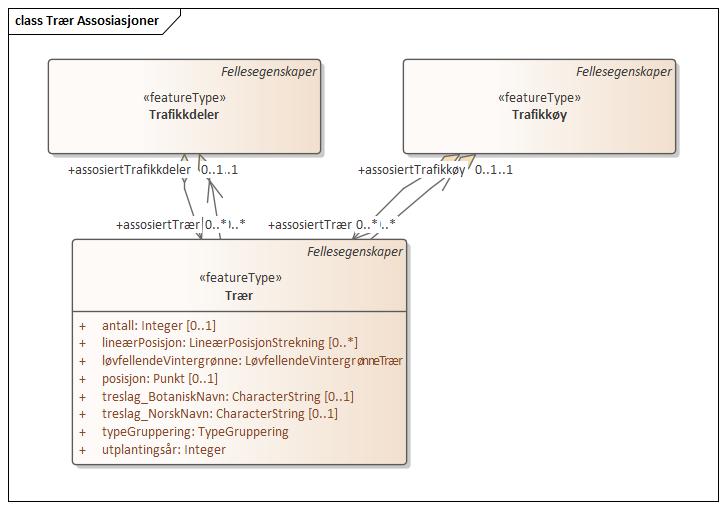 class Trær Assosiasjoner
Fellesegenskaper
«featureType»
Trafikkdeler
Fellesegenskaper
«featureType»
Trafikkøy
+assosiertTrafikkdeler 0..1..1
+assosiertTrafikkøy 0..1..1
+assosiertTrær 0..* 0..*
+assosiertTrær 0..* 0..*
Fellesegenskaper
«featureType»
Trær
+ antall: Integer [0..1]
+ lineærPosisjon: LineærPosisjonStrekning [0..*]
+ løvfellendeVintergrønne: LøvfellendeVintergrønneTrær
+ posisjon: Punkt [0..1]
+ treslag_BotaniskNavn: CharacterString [0..1]
+ treslag_NorskNavn: CharacterString [0..1]
+ typeGruppering: TypeGruppering
+ utplantingsår: Integer